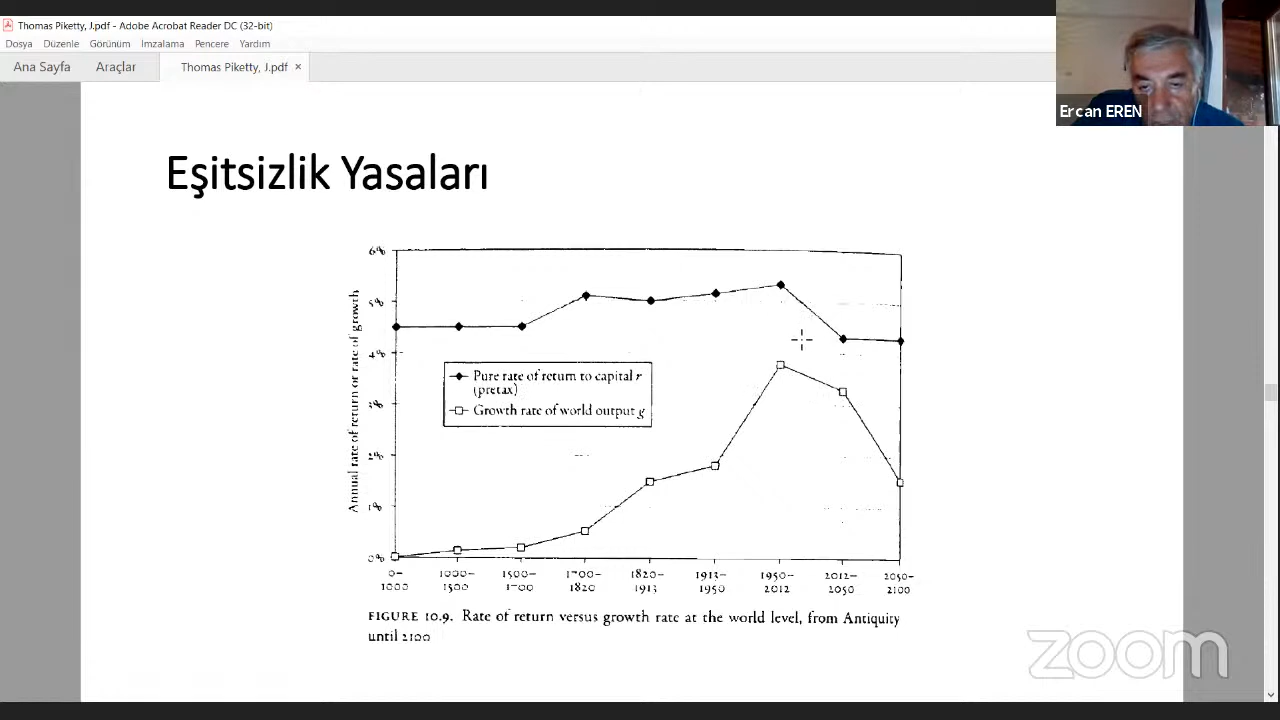 Thomas Piketty, J.pdf - Adobe Acrobat Reader DC (32-bit)
Dosya Düzenle Görünüm İmzalama Pencere Yardım
Ana Sayfa Araçlar Thomas Piketty, J.pdf ×
Ercan EREN
Eşitsizlik Yasaları
Annual rate of return or rate of growth
6%
5%
4%
3%
2%
1%
0%
Pure rate of return to capital r
(pretax)
Growth rate of world output g
0–
1000
1000–
1500
1500–
1700
1700–
1820
1820–
1913
1913–
1950
1950–
2012
2012–
2050
2050–
2100
FIGURE 10.9. Rate of return versus growth rate at the world level, from Antiquity
until 2100
zoom